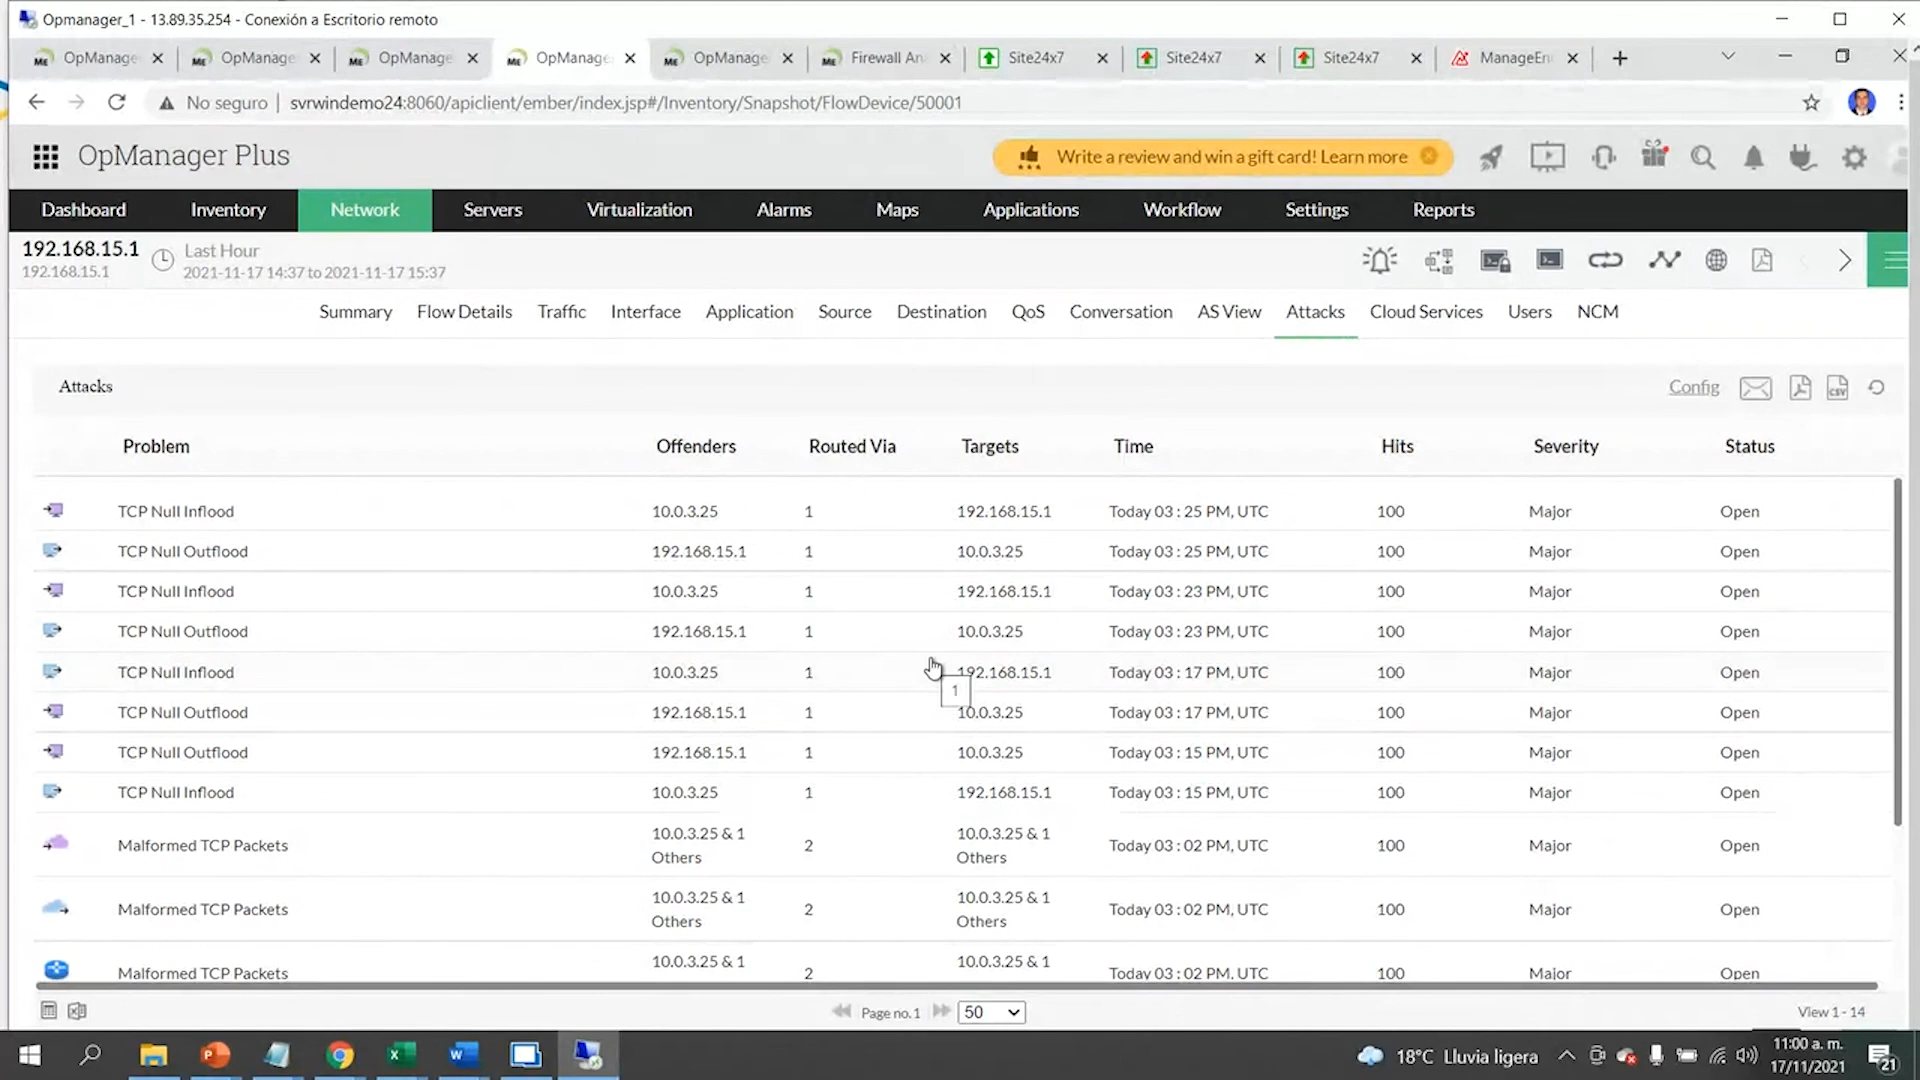 Opmanager_1 - 13.89.35.254 - Conexión a Escritorio remoto
OpManage
OpManage
OpManage
OpManage
OpManage
Firewall An
Site24x7
Site24x7
Site24x7
ManageEn
No seguro
svrwindemo24:8060/apiclient/ember/index.jsp#/Inventory/Snapshot/FlowDevice/50001
OpManager Plus
Write a review and win a gift card! Learn more
Dashboard Inventory Network Servers Virtualization Alarms Maps Applications Workflow Settings Reports
192.168.15.1
192.168.15.1
Last Hour
2021-11-17 14:37 to 2021-11-17 15:37
Summary Flow Details Traffic Interface Application Source Destination QoS Conversation AS View Attacks Cloud Services Users NCM
Attacks
Config
CSV
Problem Offenders Routed Via Targets Time Hits Severity Status
TCP Null Inflood 10.0.3.25 1 192.168.15.1 Today 03 : 25 PM, UTC 100 Major Open
TCP Null Outflood 192.168.15.1 1 10.0.3.25 Today 03 : 25 PM, UTC 100 Major Open
TCP Null Inflood 10.0.3.25 1 192.168.15.1 Today 03 : 23 PM, UTC 100 Major Open
TCP Null Outflood 192.168.15.1 1 10.0.3.25 Today 03 : 23 PM, UTC 100 Major Open
TCP Null Inflood 10.0.3.25 1 192.168.15.1 Today 03 : 17 PM, UTC 100 Major Open
1
TCP Null Outflood 192.168.15.1 1 10.0.3.25 Today 03 : 17 PM, UTC 100 Major Open
TCP Null Outflood 192.168.15.1 1 10.0.3.25 Today 03 : 15 PM, UTC 100 Major Open
TCP Null Inflood 10.0.3.25 1 192.168.15.1 Today 03 : 15 PM, UTC 100 Major Open
Malformed TCP Packets 10.0.3.25 & 1 Others 2 10.0.3.25 & 1 Others Today 03 : 02 PM, UTC 100 Major Open
Malformed TCP Packets 10.0.3.25 & 1 Others 2 10.0.3.25 & 1 Others Today 03 : 02 PM, UTC 100 Major Open
Malformed TCP Packets 10.0.3.25 & 1 2 10.0.3.25 & 1 Today 03 : 02 PM, UTC 100 Major Open
Page no.1
50
View 1 - 14
18°C Lluvia ligera
11:00 a. m.
17/11/2021
21